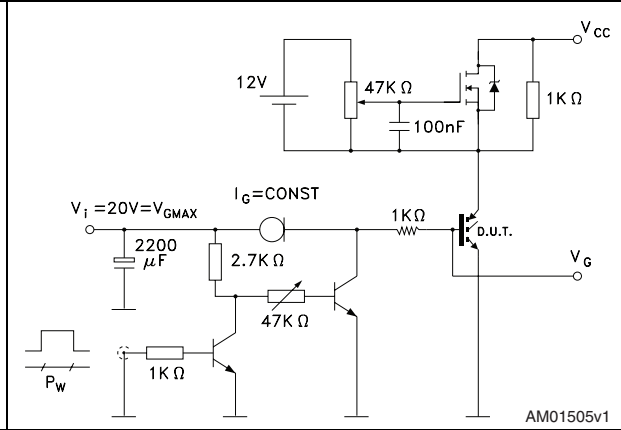 V CC
12V
47K Ω
1K Ω
100nF
I G=CONST
V i =20V=V GMAX
1K Ω
D.U.T.
2200
μF
2.7K Ω
V G
47K Ω
P W
1K Ω
AM01505v1